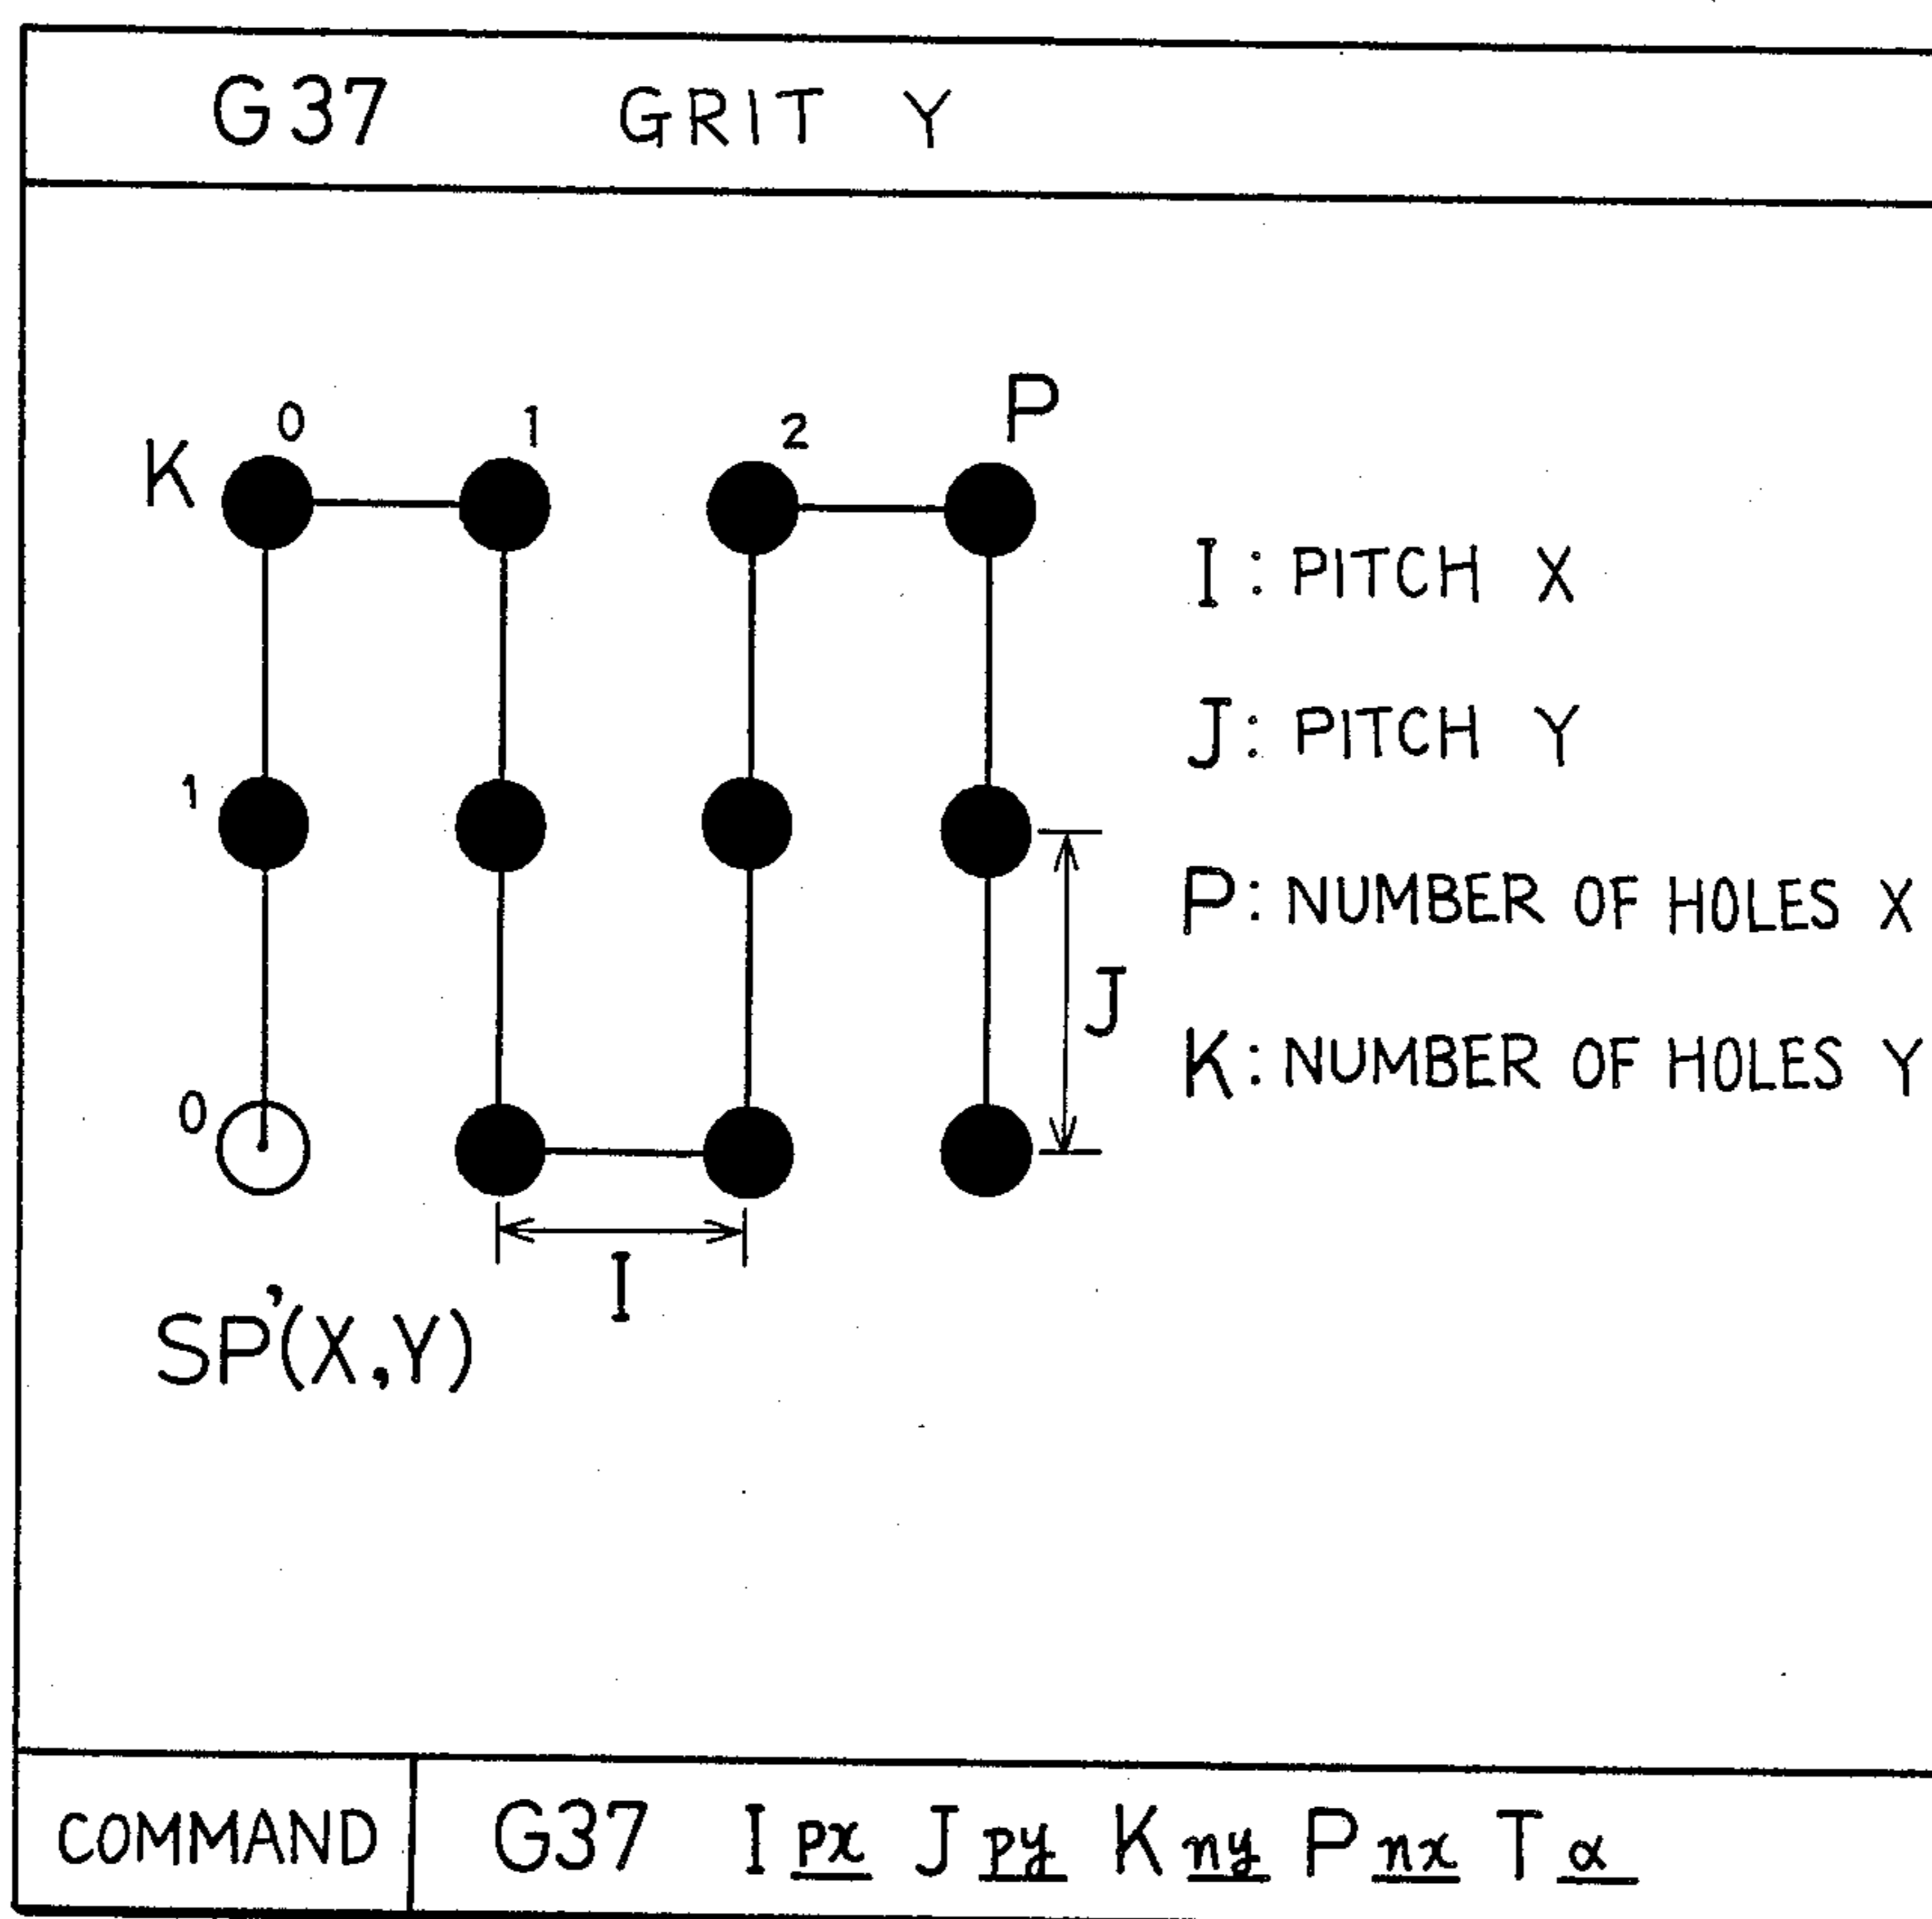 G37 GRIT Y
P
0 1 2
K
I : PITCH X
J : PITCH Y
1
P : NUMBER OF HOLES X
J
K : NUMBER OF HOLES Y
0
I
SP'(X,Y)
COMMAND G37 I px J py K ny P nx T α